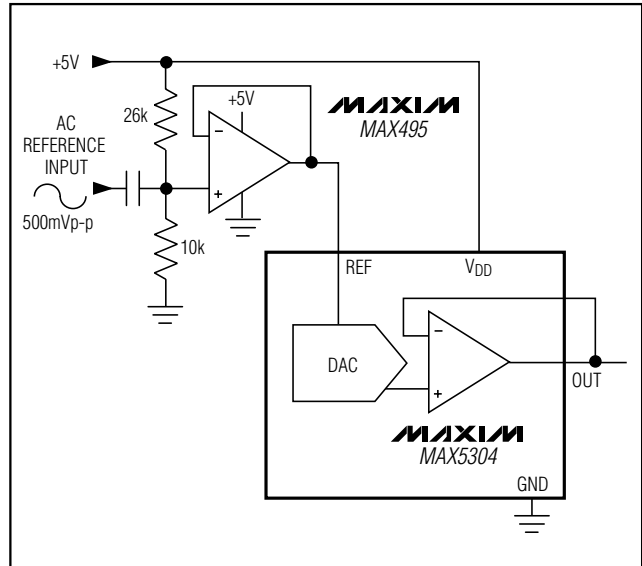 +5V
26k
+5V
MAXIM
MAX495
AC
REFERENCE
INPUT
500mVp-p
−
+
10k
REF
VDD
DAC
−
+
OUT
MAXIM
MAX5304
GND